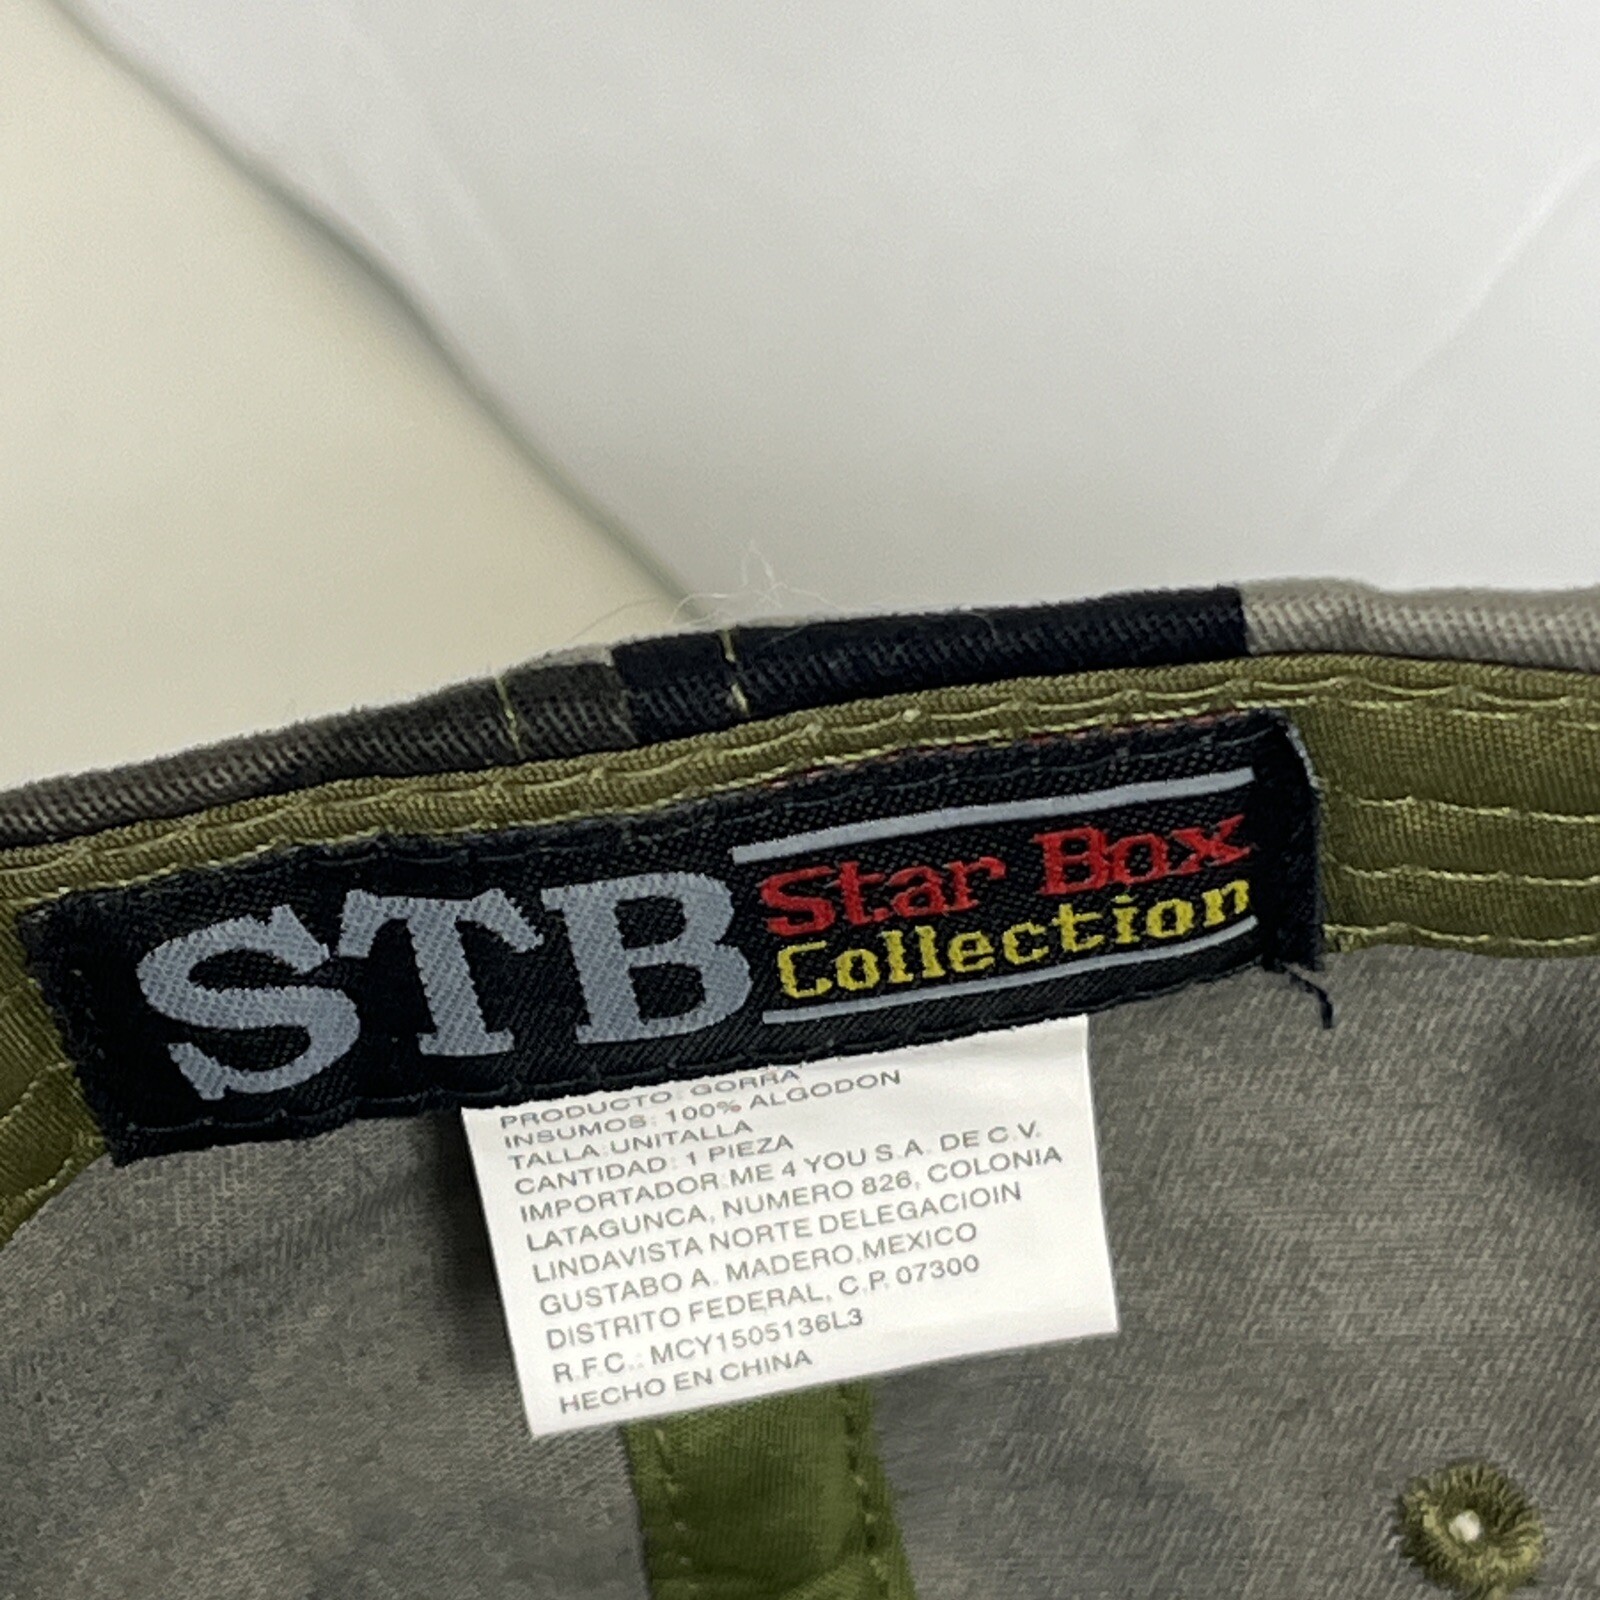 STB
Star Box
Collection
PRODUCTO: GORRA
INSUMOS: 100% ALGODON
TALLA:UNITALLA
CANTIDAD: 1 PIEZA
IMPORTADOR:ME 4 YOU S.A. DE C.V.
LATAGUNCA, NUMERO 826, COLONIA
LINDAVISTA NORTE DELEGACIOIN
GUSTABO A. MADERO,MEXICO
DISTRITO FEDERAL, C.P. 07300
R.F.C.: MCY1505136L3
HECHO EN CHINA